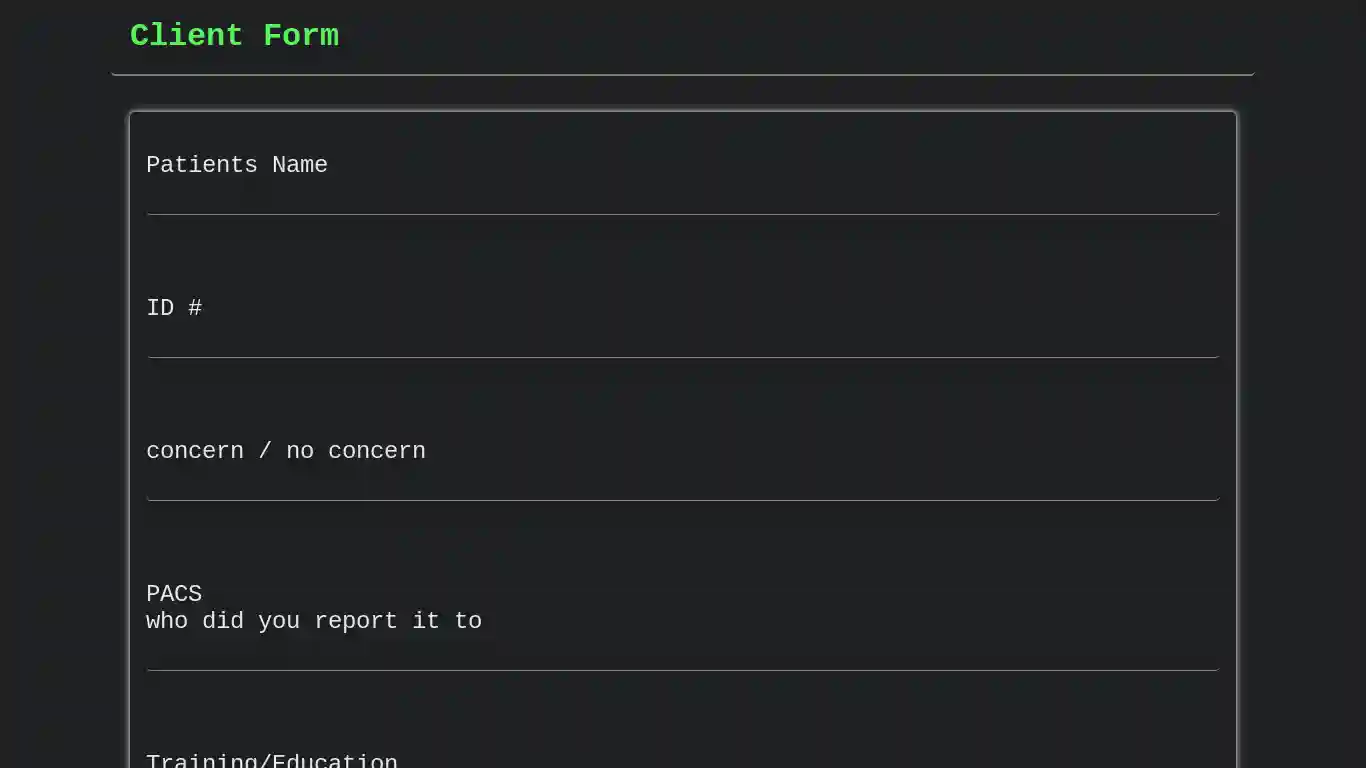 Client Form
Patients Name
ID #
concern / no concern
PACS
who did you report it to
Training/Education